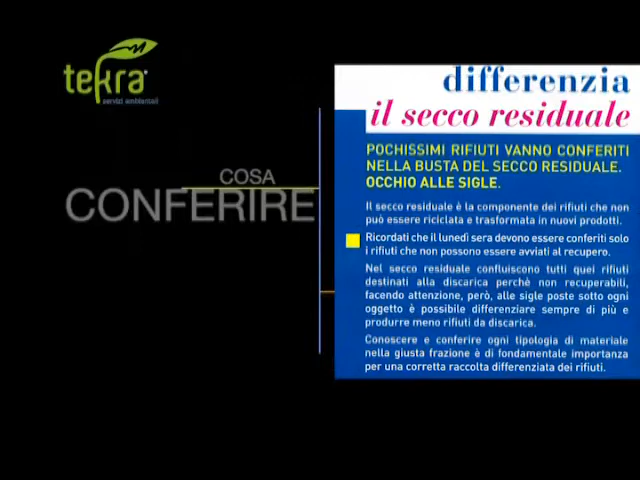 tekra
servizi ambientali
COSA
CONFERIRE
differenzia
il secco residuale
POCHISSIMI RIFIUTI VANNO CONFERITI
NELLA BUSTA DEL SECCO RESIDUALE.
OCCHIO ALLE SIGLE.
Il secco residuale è la componente dei rifiuti che non
può essere riciclata e trasformata in nuovi prodotti.
Ricordati che il lunedì sera devono essere conferiti solo
i rifiuti che non possono essere avviati al recupero.
Nel secco residuale confluiscono tutti quei rifiuti
destinati alla discarica perchè non recuperabili,
facendo attenzione, però, alle sigle poste sotto ogni
oggetto è possibile differenziare sempre di più e
produrre meno rifiuti da discarica.
Conoscere e conferire ogni tipologia di materiale
nella giusta frazione è di fondamentale importanza
per una corretta raccolta differenziata dei rifiuti.